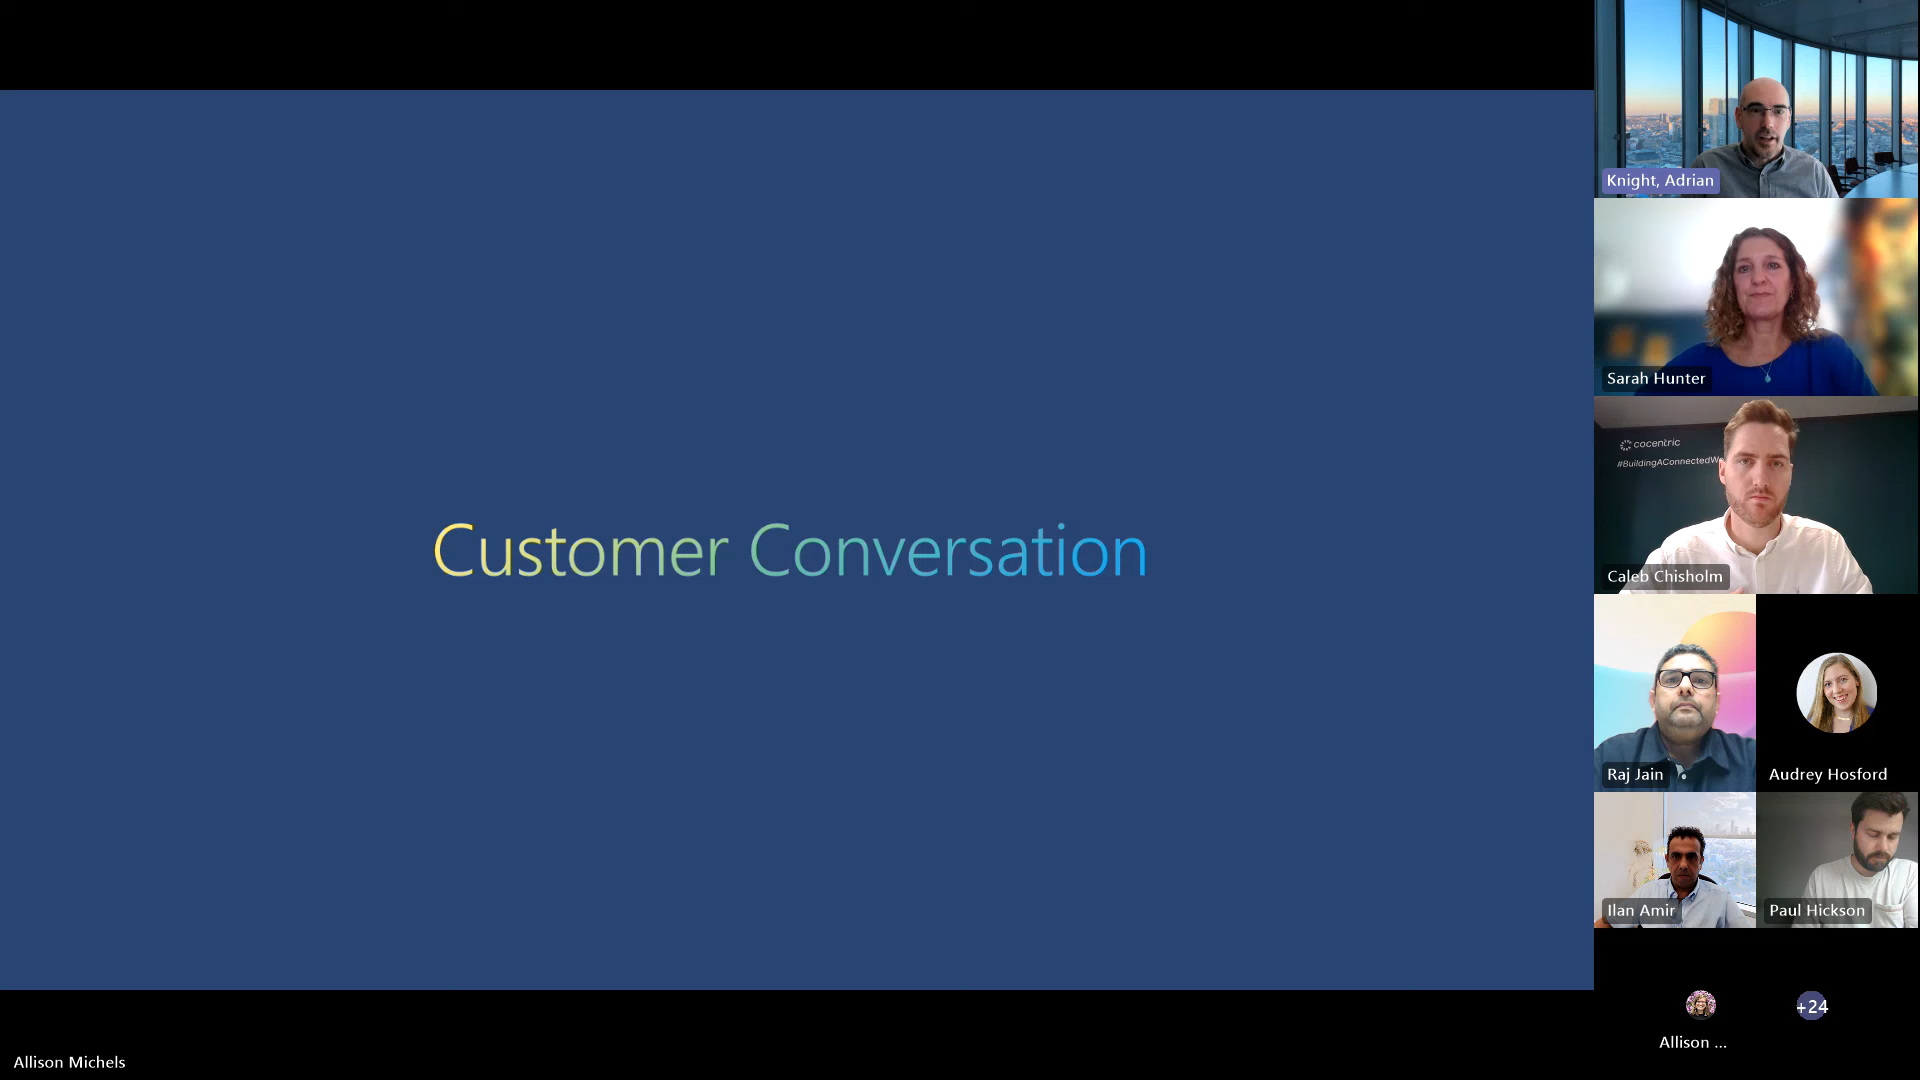 Customer Conversation
Knight, Adrian
Sarah Hunter
cocentric
#BuildingAConnectedW
Caleb Chisholm
Raj Jain
Audrey Hosford
Ilan Amir
Paul Hickson
+24
Allison ...
Allison Michels